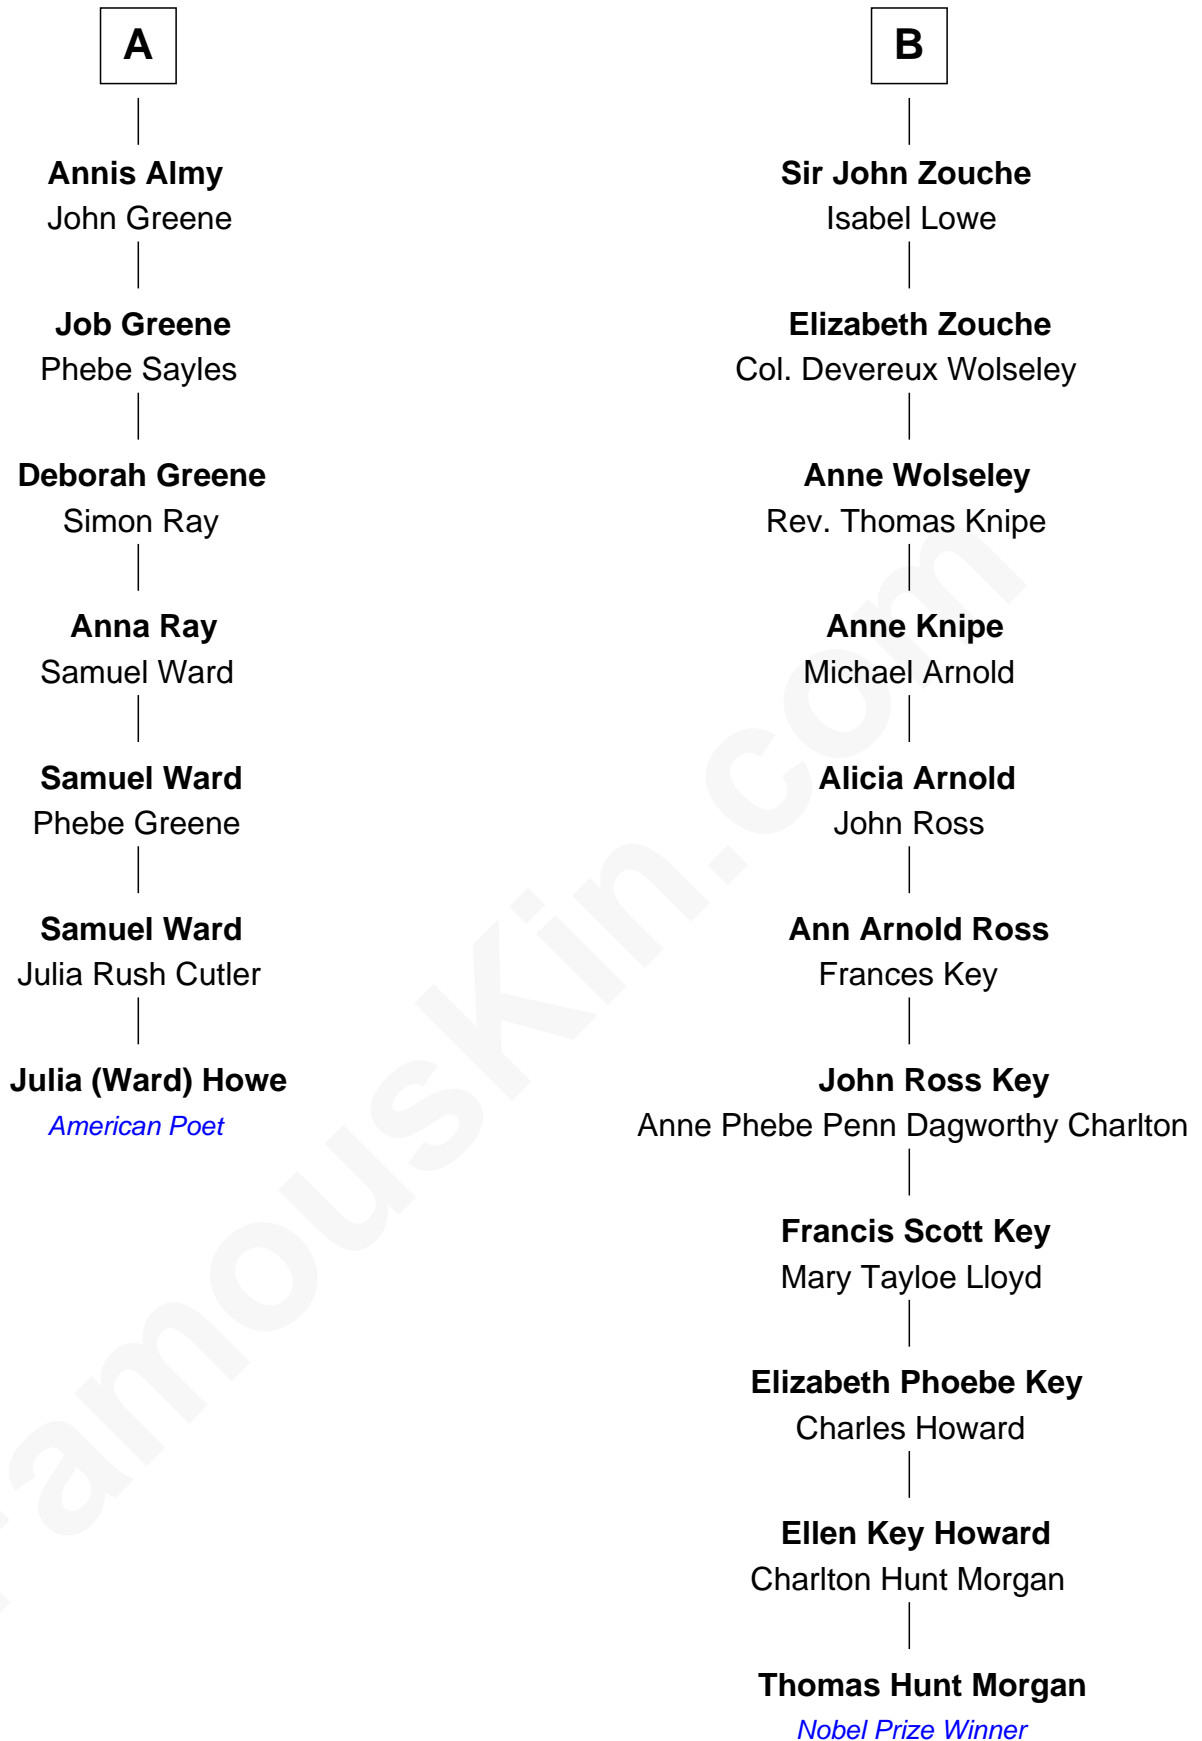 A
Annis Almy
John Greene
Job Greene
Phebe Sayles
Deborah Greene
Simon Ray
Anna Ray
Samuel Ward
Samuel Ward
Phebe Greene
Samuel Ward
Julia Rush Cutler
Julia (Ward) Howe
American Poet
B
Sir John Zouche
Isabel Lowe
Elizabeth Zouche
Col. Devereux Wolseley
Anne Wolseley
Rev. Thomas Knipe
Anne Knipe
Michael Arnold
Alicia Arnold
John Ross
Ann Arnold Ross
Frances Key
John Ross Key
Anne Phebe Penn Dagworthy Charlton
Francis Scott Key
Mary Tayloe Lloyd
Elizabeth Phoebe Key
Charles Howard
Ellen Key Howard
Charlton Hunt Morgan
Thomas Hunt Morgan
Nobel Prize Winner
FamousKin.com